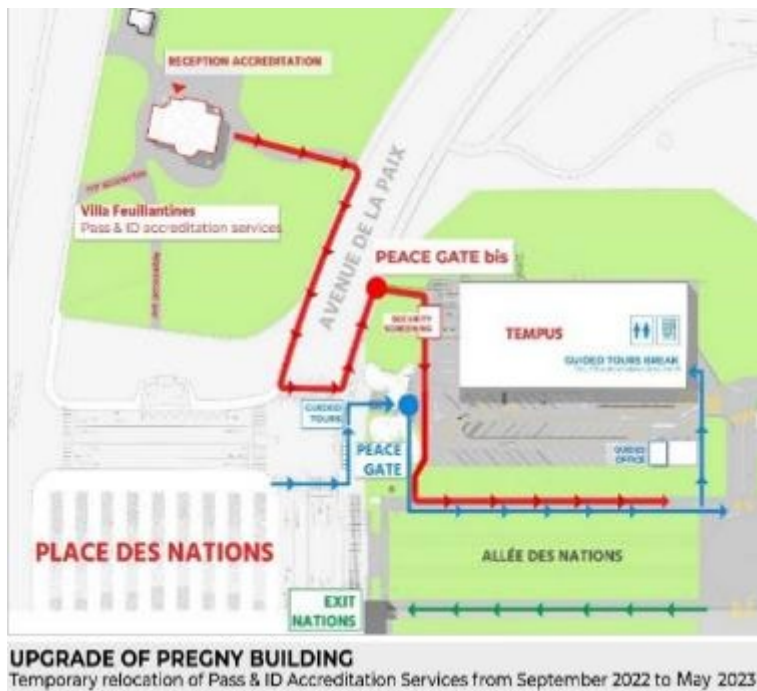 RECEPTION ACCREDITATION
Villa Feuillantines
Pass & ID accreditation services
AVENUE DE LA PAIX
PEACE GATE bis
SECURITY
SCREENING
TEMPUS
GUIDED TOURS BREAK
GUIDED
TOURS
PEACE
GATE
GUIDED
OFFICE
PLACE DES NATIONS
ALLÉE DES NATIONS
EXIT
NATIONS
UPGRADE OF PREGNY BUILDING
Temporary relocation of Pass & ID Accreditation Services from September 2022 to May 2023